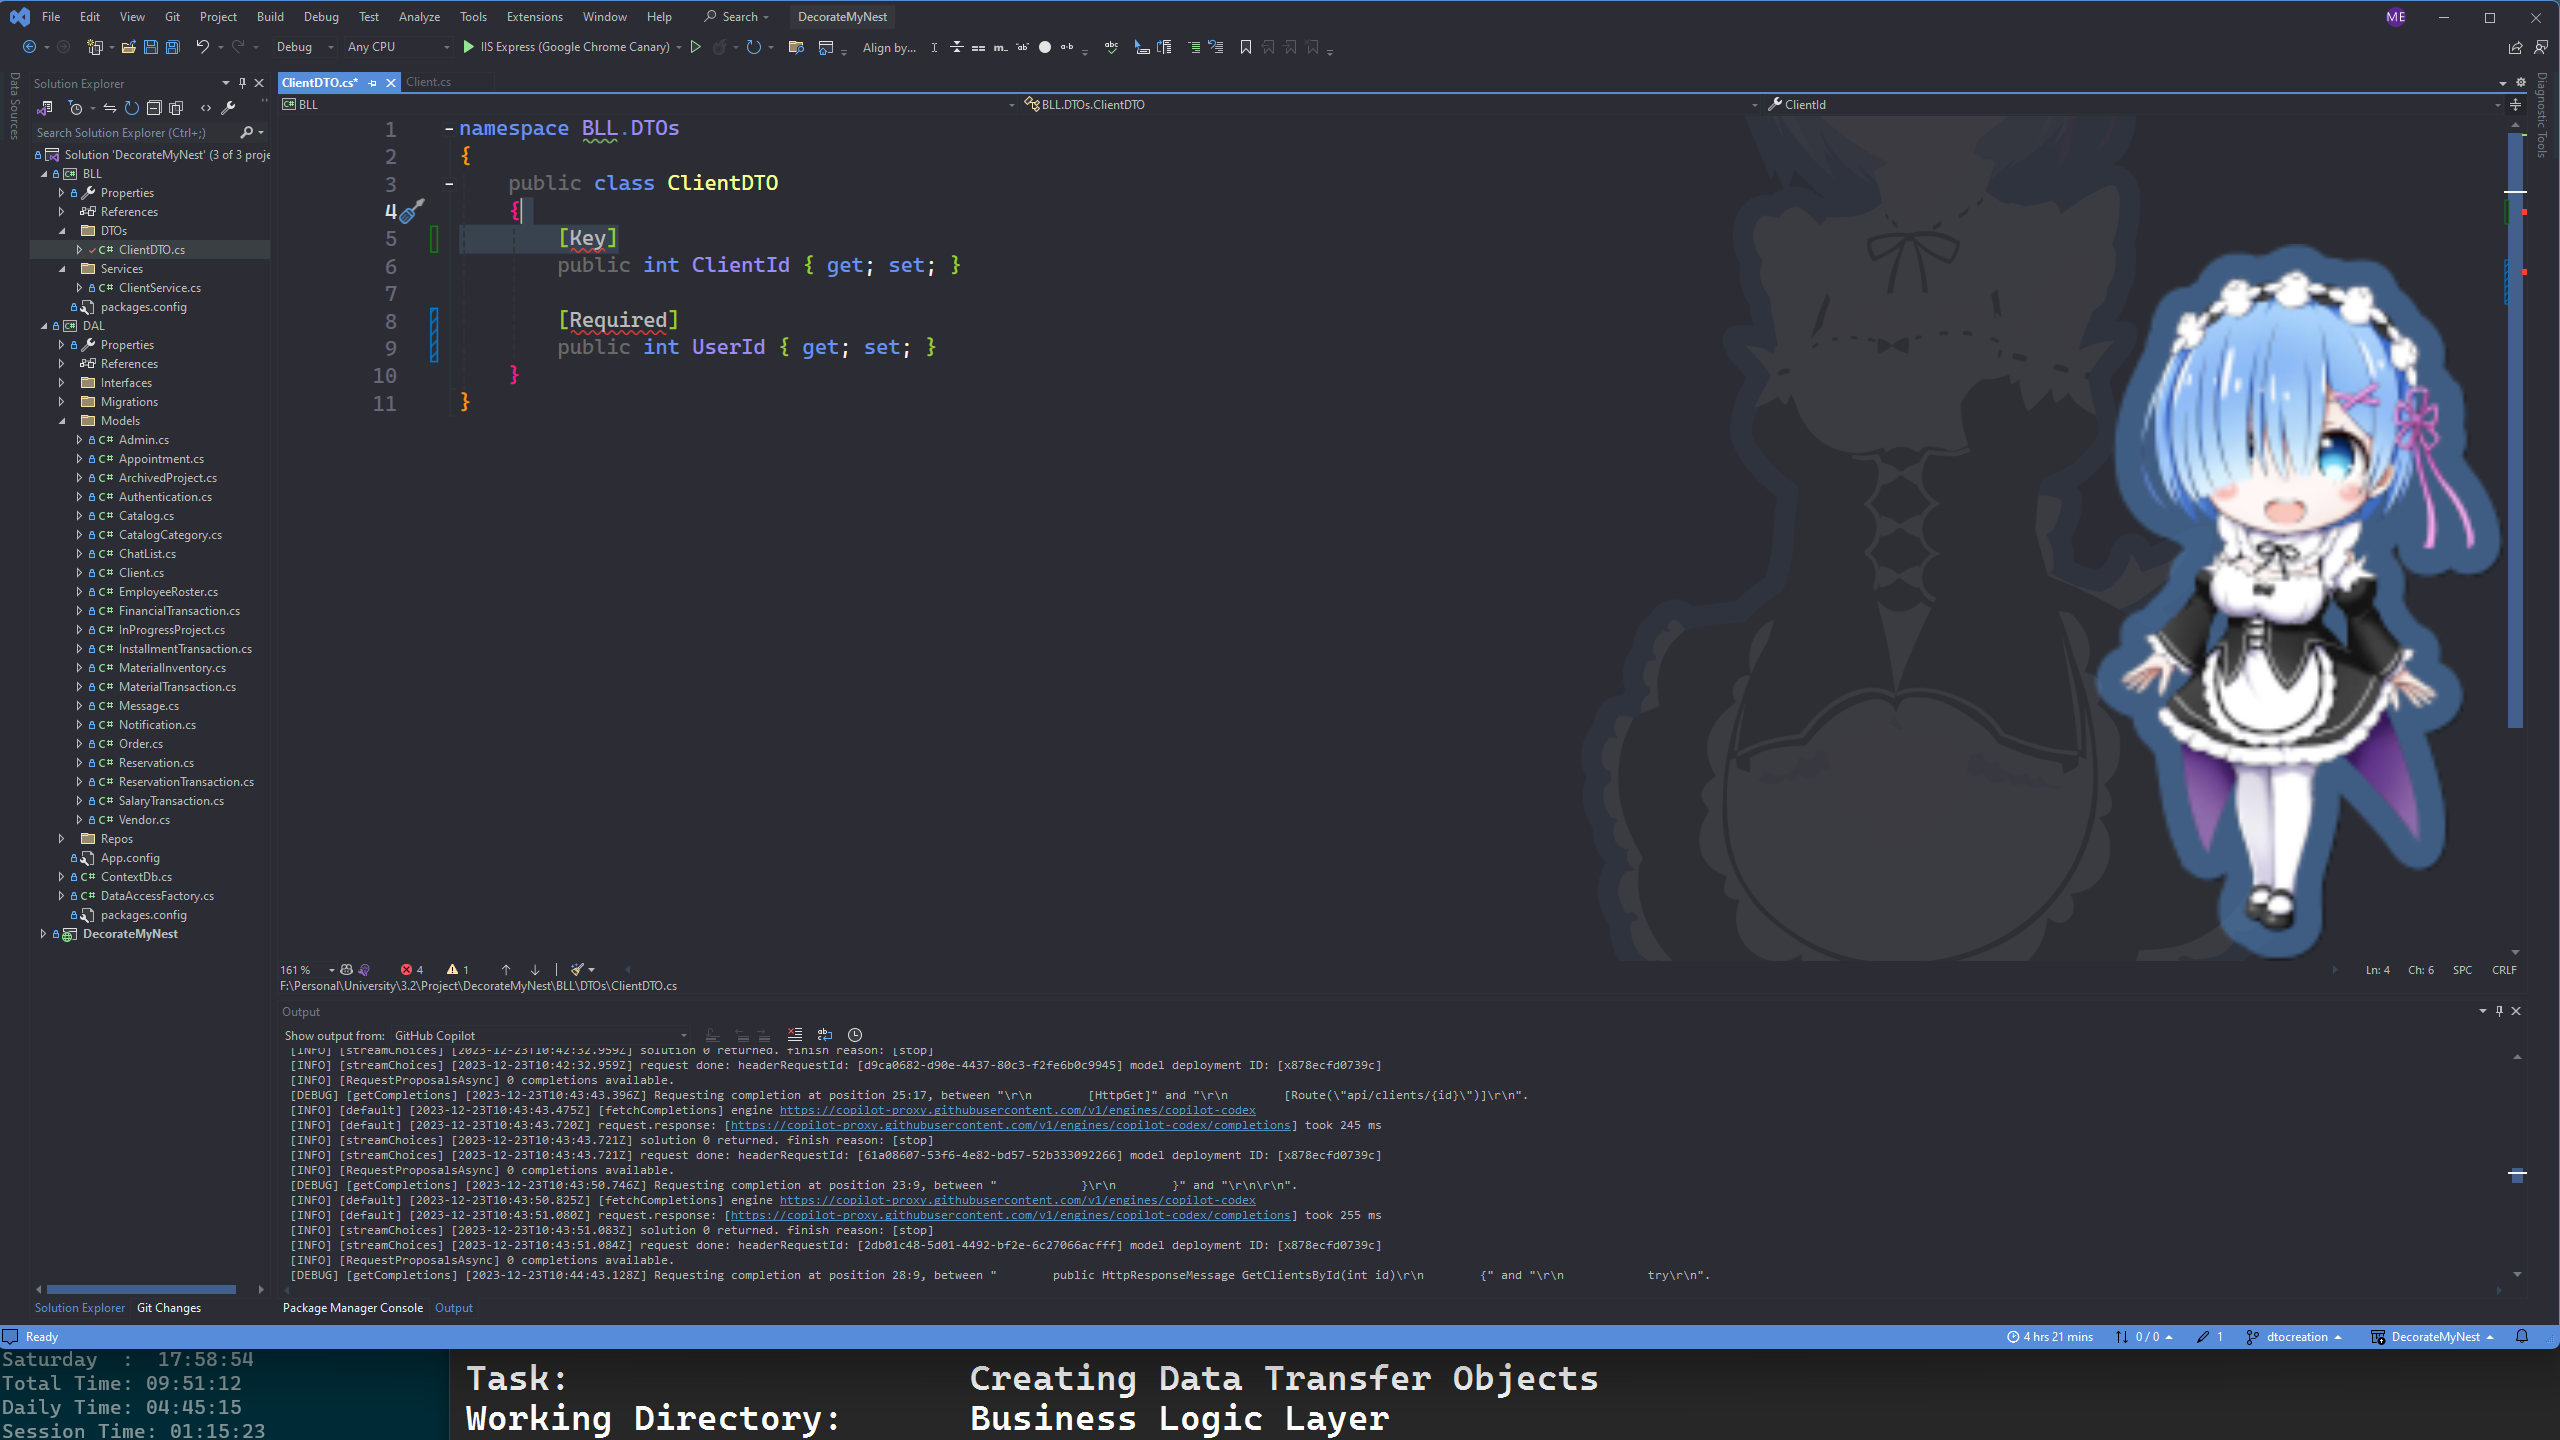 File Edit View Git Project Build Debug Test Analyze Tools Extensions Window Help Search DecorateMyNest ME
Debug Any CPU IIS Express (Google Chrome Canary) Align by...
Data Sources
Solution Explorer
Search Solution Explorer (Ctrl+;)
Solution 'DecorateMyNest' (3 of 3 proje
BLL
Properties
References
DTOs
C# ClientDTO.cs
Services
C# ClientService.cs
packages.config
DAL
Properties
References
Interfaces
Migrations
Models
C# Admin.cs
C# Appointment.cs
C# ArchivedProject.cs
C# Authentication.cs
C# Catalog.cs
C# CatalogCategory.cs
C# ChatList.cs
C# Client.cs
C# EmployeeRoster.cs
C# FinancialTransaction.cs
C# InProgressProject.cs
C# InstallmentTransaction.cs
C# MaterialInventory.cs
C# MaterialTransaction.cs
C# Message.cs
C# Notification.cs
C# Order.cs
C# Reservation.cs
C# ReservationTransaction.cs
C# SalaryTransaction.cs
C# Vendor.cs
Repos
App.config
C# ContextDb.cs
C# DataAccessFactory.cs
packages.config
DecorateMyNest
Solution Explorer Git Changes
ClientDTO.cs* Client.cs
BLL BLL.DTOs.ClientDTO ClientId
Diagnostic Tools
1 namespace BLL.DTOs
2 {
3 public class ClientDTO
4 {
5 [Key]
6 public int ClientId { get; set; }
7
8 [Required]
9 public int UserId { get; set; }
10 }
11 }
161 % 4 1 Ln: 4 Ch: 6 SPC CRLF
F:\Personal\University\3.2\Project\DecorateMyNest\BLL\DTOs\ClientDTO.cs
Output
Show output from: GitHub Copilot
[INFO] [streamChoices] [2023-12-23T10:42:32.959Z] solution 0 returned. finish reason: [stop]
[INFO] [streamChoices] [2023-12-23T10:42:32.959Z] request done: headerRequestId: [d9ca0682-d90e-4437-80c3-f2fe6b0c9945] model deployment ID: [x878ecfd0739c]
[INFO] [RequestProposalsAsync] 0 completions available.
[DEBUG] [getCompletions] [2023-12-23T10:43:43.396Z] Requesting completion at position 25:17, between "\r\n        [HttpGet]" and "\r\n        [Route(\"api/clients/{id}\")]\r\n".
[INFO] [default] [2023-12-23T10:43:43.475Z] [fetchCompletions] engine https://copilot-proxy.githubusercontent.com/v1/engines/copilot-codex
[INFO] [default] [2023-12-23T10:43:43.720Z] request.response: [https://copilot-proxy.githubusercontent.com/v1/engines/copilot-codex/completions] took 245 ms
[INFO] [streamChoices] [2023-12-23T10:43:43.721Z] solution 0 returned. finish reason: [stop]
[INFO] [streamChoices] [2023-12-23T10:43:43.721Z] request done: headerRequestId: [61a08607-53f6-4e82-bd57-52b333092266] model deployment ID: [x878ecfd0739c]
[INFO] [RequestProposalsAsync] 0 completions available.
[DEBUG] [getCompletions] [2023-12-23T10:43:50.746Z] Requesting completion at position 23:9, between "            }\r\n        }" and "\r\n\r\n".
[INFO] [default] [2023-12-23T10:43:50.825Z] [fetchCompletions] engine https://copilot-proxy.githubusercontent.com/v1/engines/copilot-codex
[INFO] [default] [2023-12-23T10:43:51.080Z] request.response: [https://copilot-proxy.githubusercontent.com/v1/engines/copilot-codex/completions] took 255 ms
[INFO] [streamChoices] [2023-12-23T10:43:51.083Z] solution 0 returned. finish reason: [stop]
[INFO] [streamChoices] [2023-12-23T10:43:51.084Z] request done: headerRequestId: [2db01c48-5d01-4492-bf2e-6c27066acfff] model deployment ID: [x878ecfd0739c]
[INFO] [RequestProposalsAsync] 0 completions available.
[DEBUG] [getCompletions] [2023-12-23T10:44:43.128Z] Requesting completion at position 28:9, between "        public HttpResponseMessage GetClientsById(int id)\r\n        {" and "\r\n            try\r\n".
Package Manager Console Output
Ready 4 hrs 21 mins 0 / 0 1 dtocreation DecorateMyNest
Saturday : 17:58:54
Total Time: 09:51:12
Daily Time: 04:45:15
Session Time: 01:15:23
Task: Creating Data Transfer Objects
Working Directory: Business Logic Layer